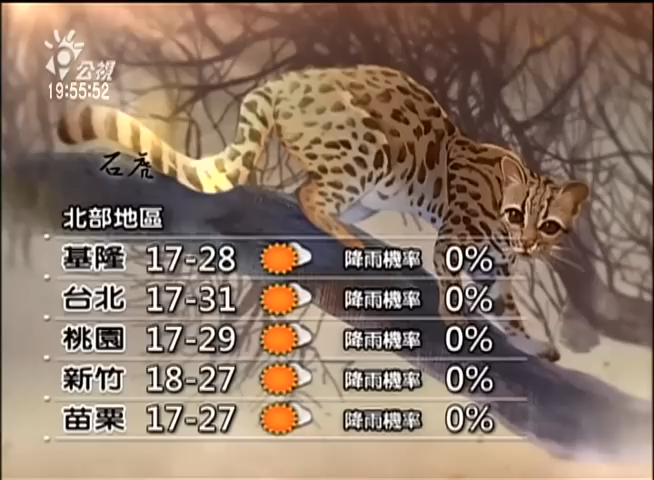 公視
19:55:52
石虎
北部地區
基隆 17-28 降雨機率 0%
台北 17-31 降雨機率 0%
桃園 17-29 降雨機率 0%
新竹 18-27 降雨機率 0%
苗栗 17-27 降雨機率 0%